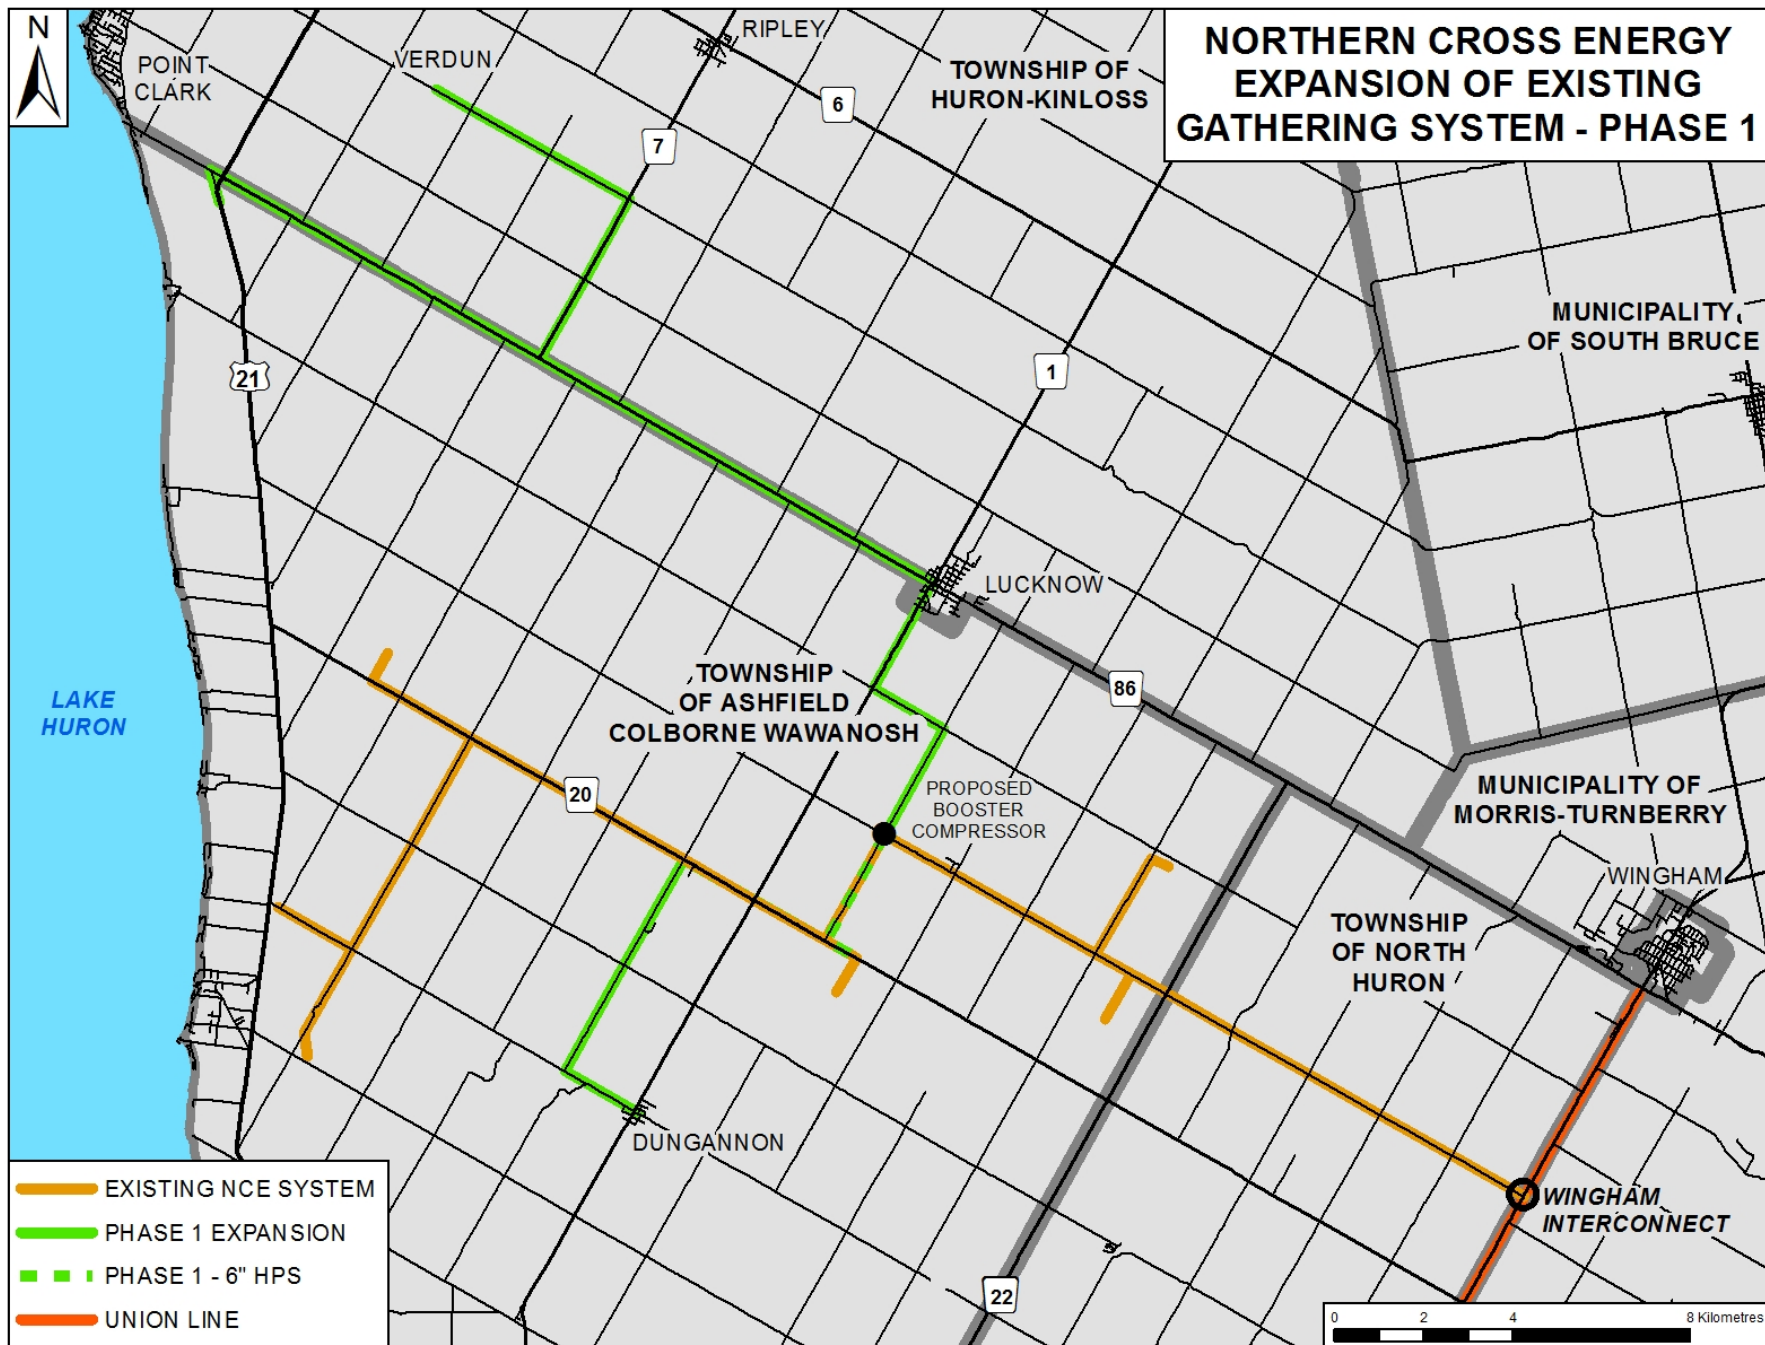 N
NORTHERN CROSS ENERGY
EXPANSION OF EXISTING
GATHERING SYSTEM - PHASE 1
RIPLEY
VERDUN
POINT
CLARK
TOWNSHIP OF
HURON-KINLOSS
6
7
MUNICIPALITY
OF SOUTH BRUCE
21
1
LUCKNOW
86
TOWNSHIP
OF ASHFIELD
COLBORNE WAWANOSH
LAKE
HURON
20
PROPOSED
BOOSTER
COMPRESSOR
MUNICIPALITY OF
MORRIS-TURNBERRY
WINGHAM
TOWNSHIP
OF NORTH
HURON
DUNGANNON
WINGHAM
INTERCONNECT
22
EXISTING NCE SYSTEM
PHASE 1 EXPANSION
PHASE 1 - 6" HPS
UNION LINE
0 2 4 8 Kilometres